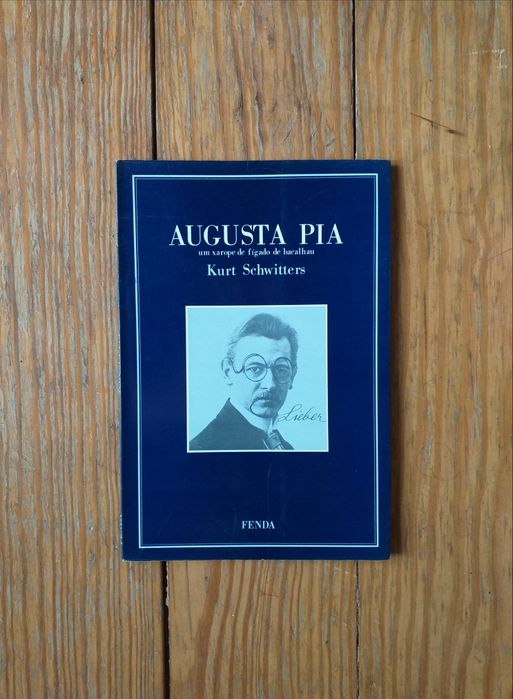 AUGUSTA PIA
um xarope de fígado de bacalhau
Kurt Schwitters
Lieber
FENDA